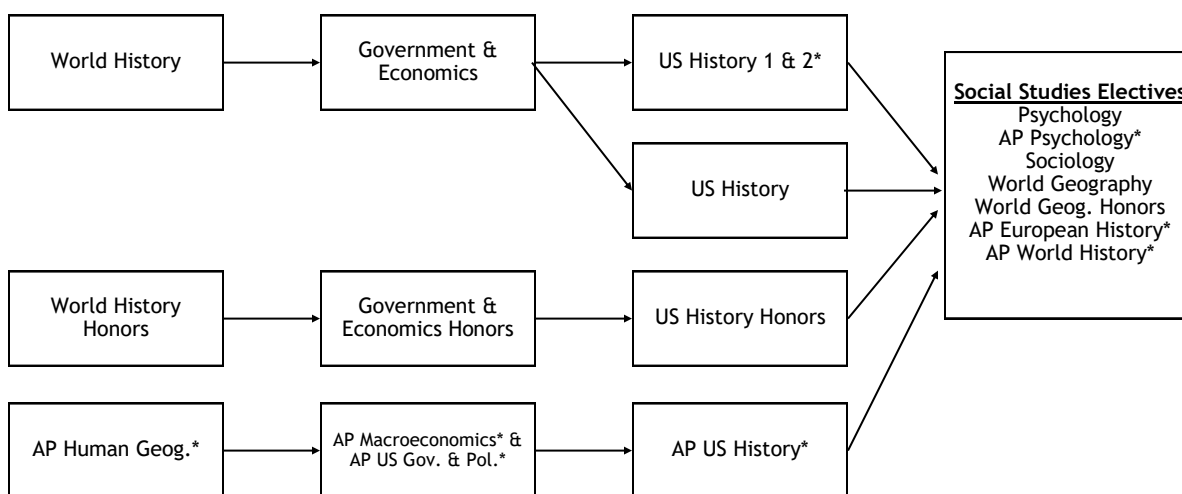 World History
Government &
Economics
US History 1 & 2*
US History
World History
Honors
Government &
Economics Honors
US History Honors
AP Human Geog.*
AP Macroeconomics* &
AP US Gov. & Pol.*
AP US History*
Social Studies Electives
Psychology
AP Psychology*
Sociology
World Geography
World Geog. Honors
AP European History*
AP World History*